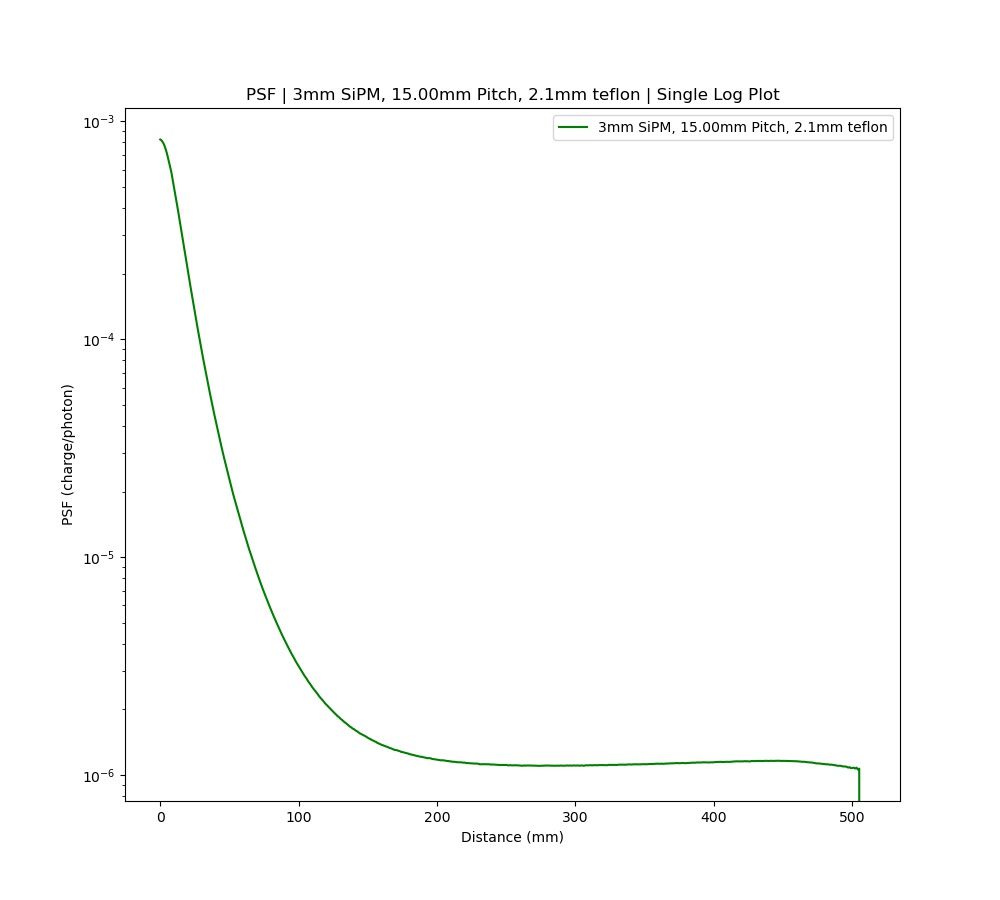 PSF | 3mm SiPM, 15.00mm Pitch, 2.1mm teflon | Single Log Plot
3mm SiPM, 15.00mm Pitch, 2.1mm teflon
10⁻³
10⁻⁴
10⁻⁵
10⁻⁶
PSF (charge/photon)
0 100 200 300 400 500
Distance (mm)